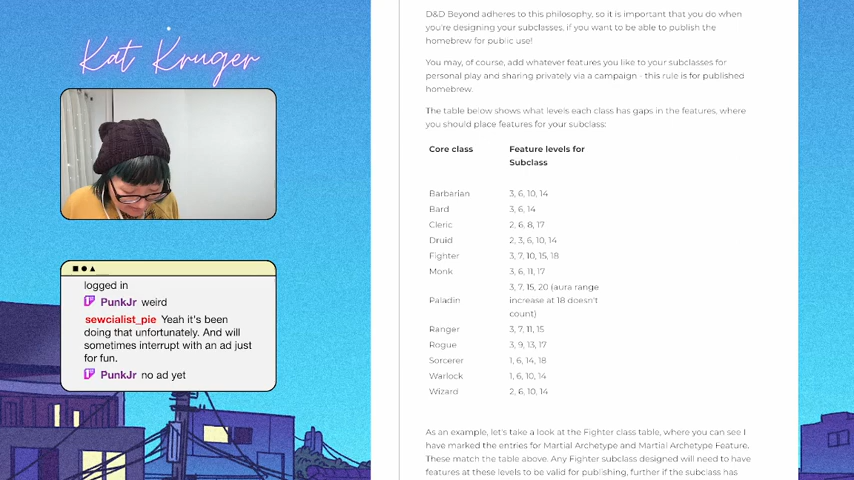 Kat Kruger
logged in
PunkJr weird
sewcialist_pie Yeah it's been
doing that unfortunately. And will
sometimes interrupt with an ad just
for fun.
PunkJr no ad yet
D&D Beyond adheres to this philosophy, so it is important that you do when
you're designing your subclasses, if you want to be able to publish the
homebrew for public use!
You may, of course, add whatever features you like to your subclasses for
personal play and sharing privately via a campaign - this rule is for published
homebrew.
The table below shows what levels each class has gaps in the features, where
you should place features for your subclass:
Core class Feature levels for
Subclass
Barbarian 3, 6, 10, 14
Bard 3, 6, 14
Cleric 2, 6, 8, 17
Druid 2, 3, 6, 10, 14
Fighter 3, 7, 10, 15, 18
Monk 3, 6, 11, 17
3, 7, 15, 20 (aura range
Paladin increase at 18 doesn't
count)
Ranger 3, 7, 11, 15
Rogue 3, 9, 13, 17
Sorcerer 1, 6, 14, 18
Warlock 1, 6, 10, 14
Wizard 2, 6, 10, 14
As an example, let's take a look at the Fighter class table, where you can see I
have marked the entries for Martial Archetype and Martial Archetype Feature.
These match the table above. Any Fighter subclass designed will need to have
features at these levels to be valid for publishing, further if the subclass has